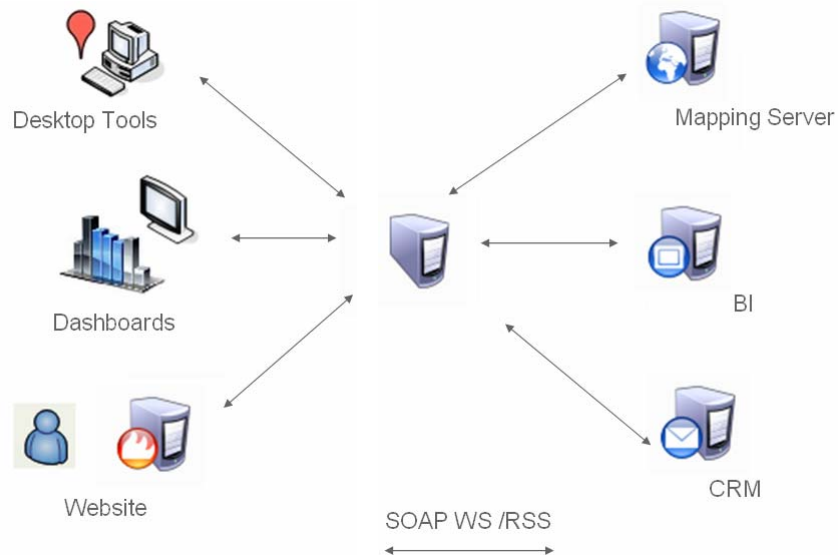 Desktop Tools
Mapping Server
Dashboards
BI
Website
CRM
SOAP WS /RSS